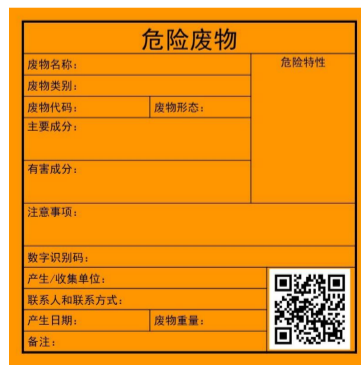 危险废物
废物名称：
危险特性
废物类别：
废物代码：
废物形态：
主要成分：
有害成分：
注意事项：
数字识别码：
产生/收集单位：
联系人和联系方式：
产生日期：
废物重量：
备注：